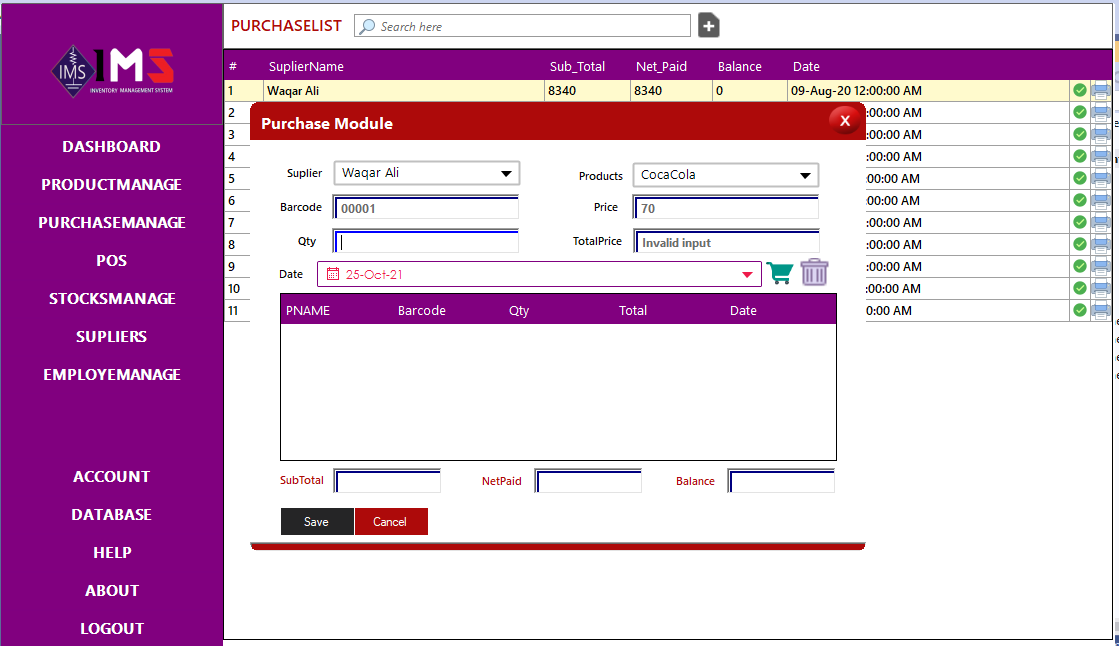 IMS
IMS
INVENTORY MANAGEMENT SYSTEM
DASHBOARD
PRODUCTMANAGE
PURCHASEMANAGE
POS
STOCKSMANAGE
SUPLIERS
EMPLOYEMANAGE
ACCOUNT
DATABASE
HELP
ABOUT
LOGOUT
PURCHASELIST Search here
# SuplierName Sub_Total Net_Paid Balance Date
1 Waqar Ali 8340 8340 0 09-Aug-20 12:00:00 AM
2 :00:00 AM
3 :00:00 AM
4 :00:00 AM
5 :00:00 AM
6 :00:00 AM
7 :00:00 AM
8 :00:00 AM
9 :00:00 AM
10 :00:00 AM
11 0:00 AM
Purchase Module X
Suplier Waqar Ali Products CocaCola
Barcode 00001 Price 70
Qty TotalPrice Invalid input
Date 25-Oct-21
PNAME Barcode Qty Total Date
SubTotal NetPaid Balance
Save Cancel